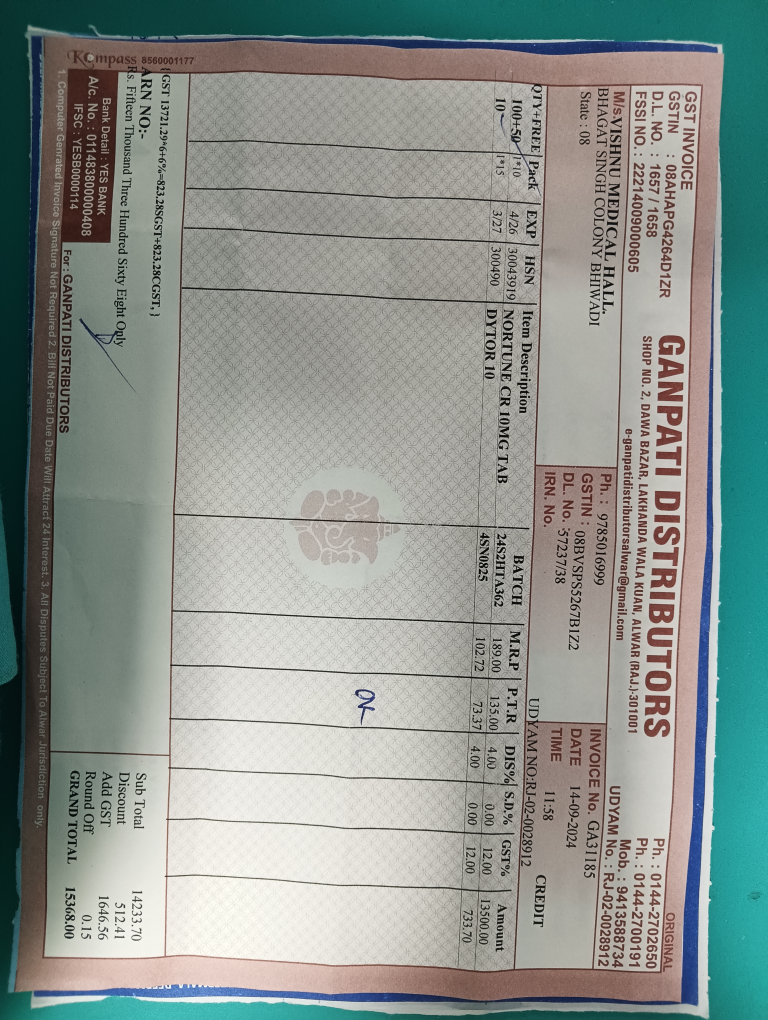 ORIGINAL
GST INVOICE
GSTIN : 08AHAPG4264D1ZR
D.L. NO. : 1657 / 1658
FSSI NO. : 22214009000605
GANPATI DISTRIBUTORS
SHOP NO. 2, DAWA BAZAR, LAKHANDA WALA KUAN, ALWAR (RAJ.)-301001
e-ganpatidistributorsalwar@gmail.com
Ph. : 0144-2702650
Ph. : 0144-2700191
Mob. : 9413588734
UDYAM No. : RJ-02-0028912
M/s. VISHNU MEDICAL HALL.
BHAGAT SINGH COLONY BHIWADI
State : 08
Ph. : 9785016999
GSTIN : 08BVSPS5267B1Z2
DL. No. 57237/38
IRN. No.
INVOICE No. GA31185
DATE 14-09-2024
TIME 11:58
CREDIT
UDYAM NO:RJ-02-0028912
QTY+FREE Pack EXP HSN Item Description BATCH M.R.P P.T.R DIS% S.D.% GST% Amount
100+50 1*10 4/26 30043919 NORTUNE CR 10MG TAB 24S2HTA362 189.00 135.00 4.00 0.00 12.00 13500.00
10 1*15 3/27 300490 DYTOR 10 4SN0825 102.72 73.37 4.00 0.00 12.00 733.70
{GST 13721.29*6+6%=823.28SGST+823.28CGST, }
ARN NO:-
Rs. Fifteen Thousand Three Hundred Sixty Eight Only
Sub Total 14233.70
Discount 512.41
Add GST 1646.56
Round Off 0.15
GRAND TOTAL 15368.00
Bank Detail : YES BANK
A/c. No. : 011483800000408
IFSC : YESB0000114
For : GANPATI DISTRIBUTORS
1. Computer Genrated Invoice Signature Not Required 2. Bill Not Paid Due Date Will Attract 24 Interest. 3. All Disputes Subject To Alwar Jurisdiction only.
Kompass 8560001177